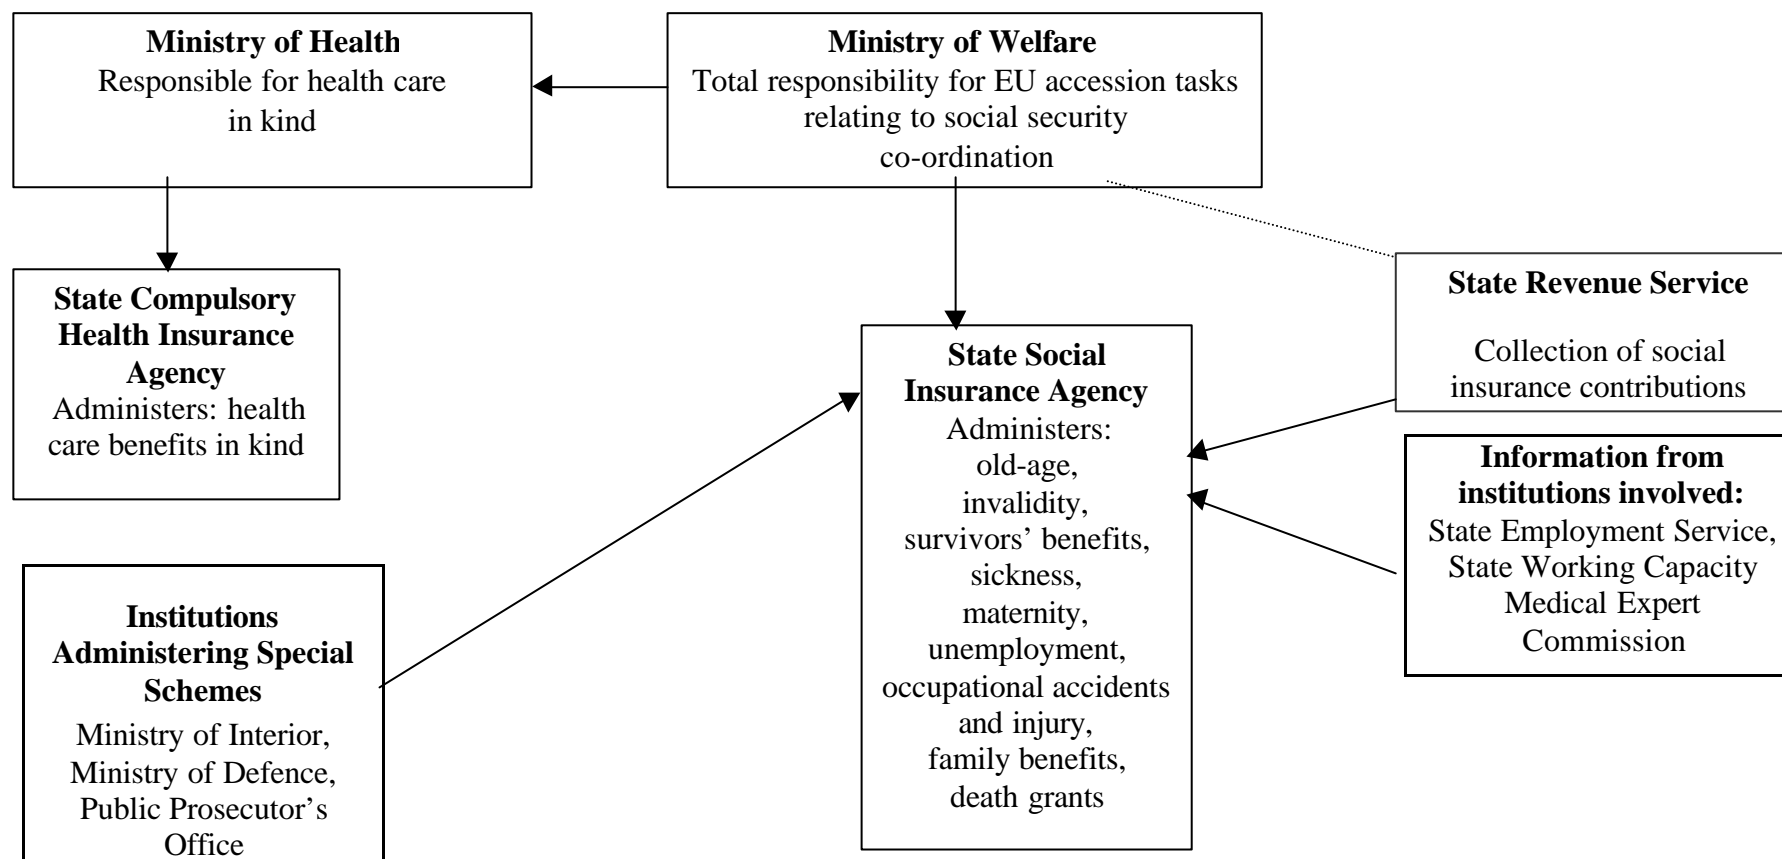 Ministry of Health
Responsible for health care
in kind
Ministry of Welfare
Total responsibility for EU accession tasks
relating to social security
co-ordination
State Compulsory
Health Insurance
Agency
Administers: health
care benefits in kind
State Revenue Service
Collection of social
insurance contributions
State Social
Insurance Agency
Administers:
old-age,
invalidity,
survivors’ benefits,
sickness,
maternity,
unemployment,
occupational accidents
and injury,
family benefits,
death grants
Information from
institutions involved:
State Employment Service,
State Working Capacity
Medical Expert
Commission
Institutions
Administering Special
Schemes
Ministry of Interior,
Ministry of Defence,
Public Prosecutor’s
Office